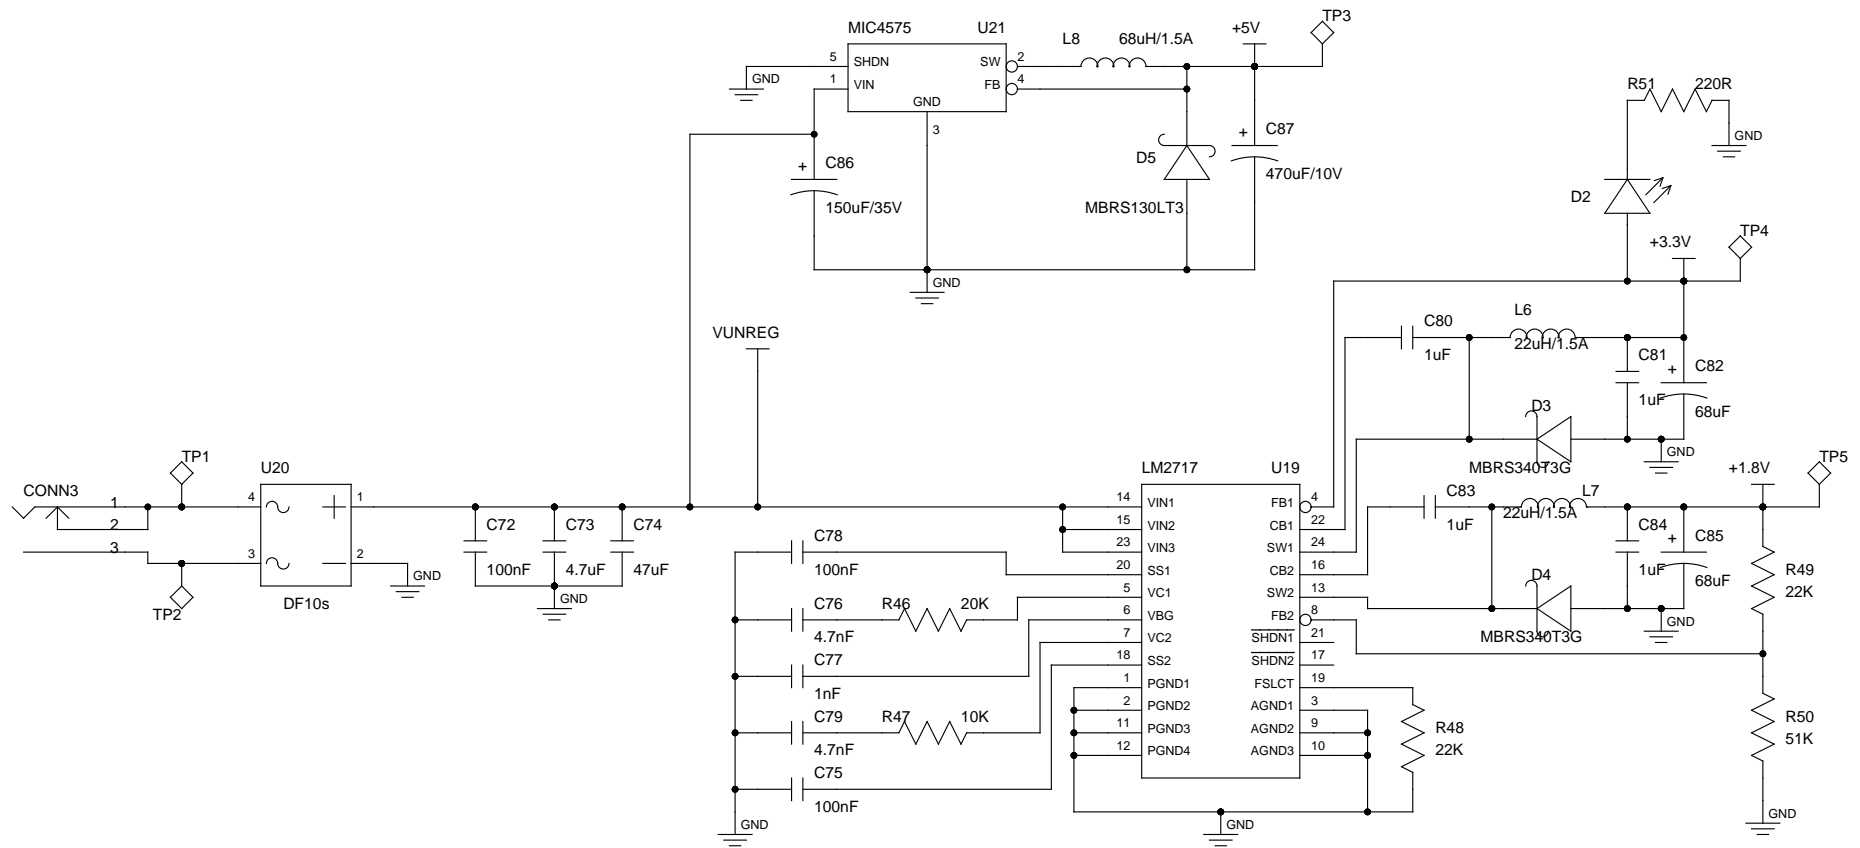 TP3
MIC4575
U21
+5V
L8
68uH/1.5A
5
SHDN
SW
2
GND
1
VIN
FB
4
GND
3
R51
220R
GND
C86
+
150uF/35V
D5
MBRS130LT3
+
C87
470uF/10V
GND
D2
+3.3V
TP4
VUNREG
C80
1uF
L6
22uH/1.5A
C81
1uF
+
C82
68uF
D3
MBRS340T3G
GND
TP1
CONN3
1
2
3
TP2
U20
4
1
3
2
DF10s
GND
C72
100nF
C73
4.7uF
C74
47uF
GND
C78
100nF
C76
4.7nF
R46
20K
C77
1nF
C79
4.7nF
R47
10K
C75
100nF
GND
LM2717
U19
14
VIN1
FB1
4
15
VIN2
CB1
22
23
VIN3
SW1
24
20
SS1
CB2
16
5
VC1
SW2
13
6
VBG
FB2
8
7
VC2
SHDN1
21
18
SS2
SHDN2
17
1
PGND1
FSLCT
19
2
PGND2
AGND1
3
11
PGND3
AGND2
9
12
PGND4
AGND3
10
GND
R48
22K
C83
1uF
L7
22uH/1.5A
+1.8V
TP5
C84
1uF
+
C85
68uF
D4
MBRS340T3G
GND
R49
22K
R50
51K
GND